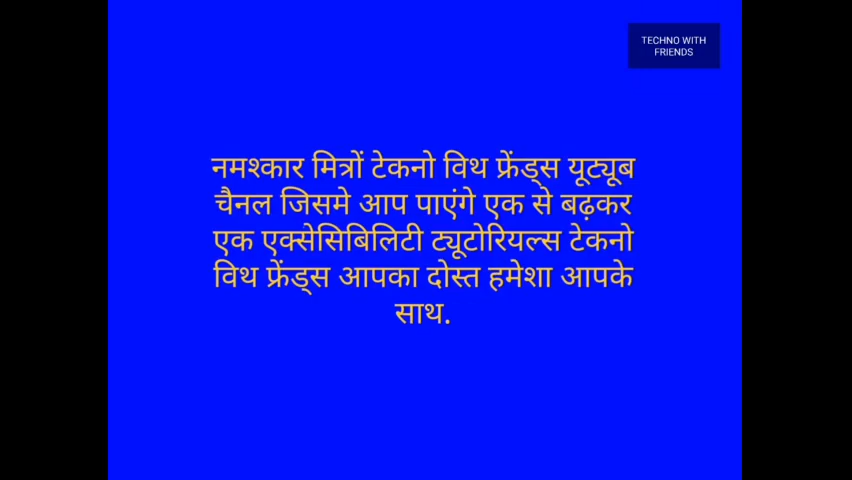 TECHNO WITH
FRIENDS
नमश्कार मित्रों टेकनो विथ फ्रेंड्स यूट्यूब
चैनल जिसमे आप पाएंगे एक से बढ़कर
एक एक्सेसिबिलिटी ट्यूटोरियल्स टेकनो
विथ फ्रेंड्स आपका दोस्त हमेशा आपके
साथ.